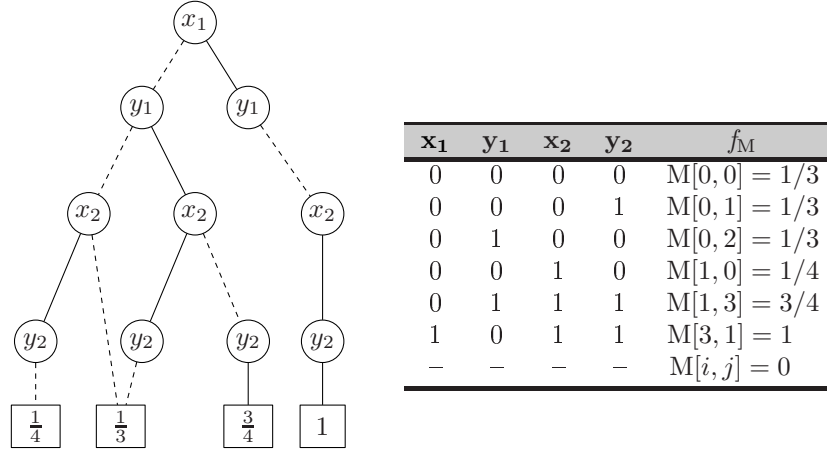 x₁
y₁ y₁
x₂ x₂ x₂
y₂ y₂ y₂ y₂
1/4 1/3 3/4 1
x₁ y₁ x₂ y₂ f_M
0 0 0 0 M[0, 0] = 1/3
0 0 0 1 M[0, 1] = 1/3
0 1 0 0 M[0, 2] = 1/3
0 0 1 0 M[1, 0] = 1/4
0 1 1 1 M[1, 3] = 3/4
1 0 1 1 M[3, 1] = 1
– – – – M[i, j] = 0